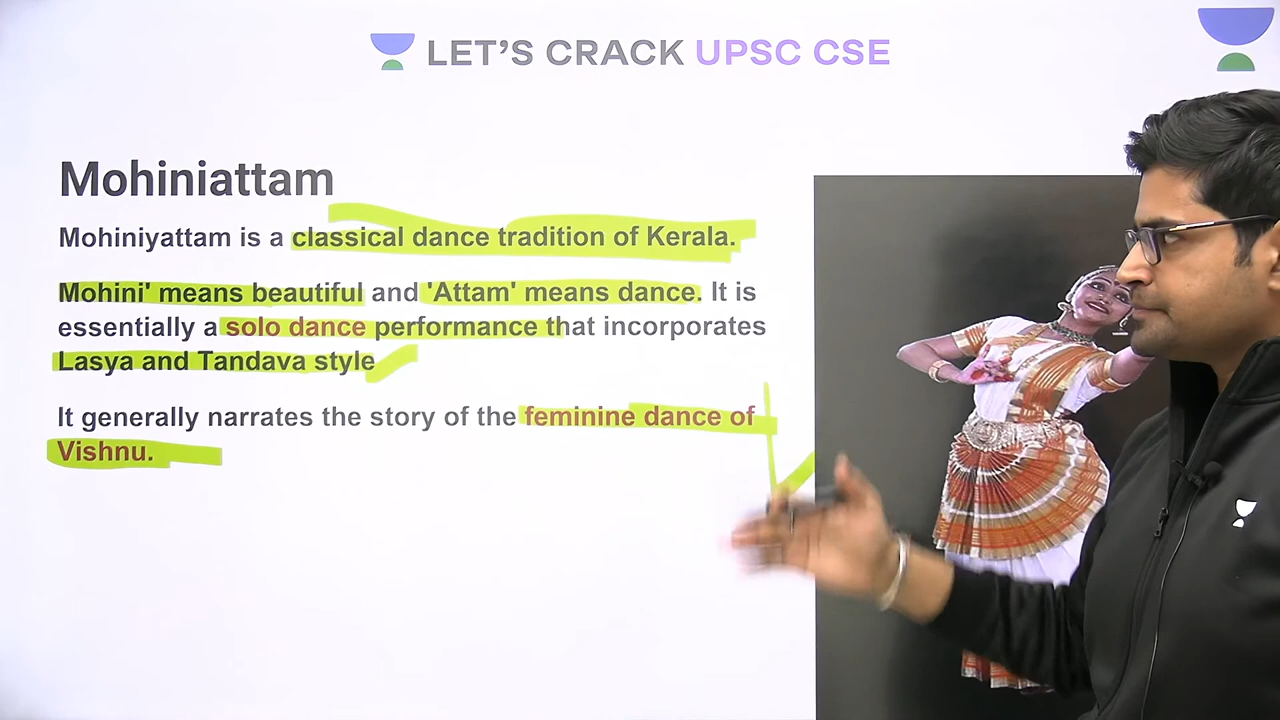 LET'S CRACK UPSC CSE
Mohiniattam
Mohiniyattam is a classical dance tradition of Kerala.
Mohini' means beautiful and 'Attam' means dance. It is
essentially a solo dance performance that incorporates
Lasya and Tandava style
It generally narrates the story of the feminine dance of
Vishnu.